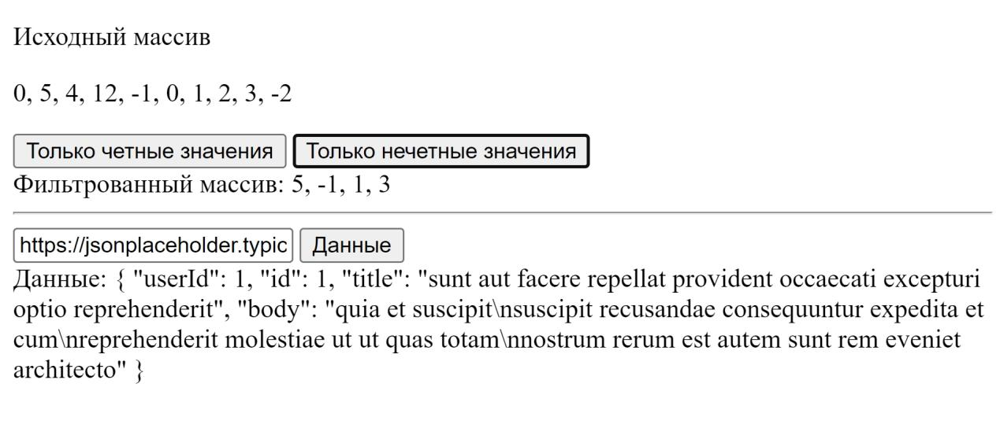 Исходный массив
0, 5, 4, 12, -1, 0, 1, 2, 3, -2
Только четные значения Только нечетные значения
Фильтрованный массив: 5, -1, 1, 3
https://jsonplaceholder.typic Данные
Данные: { "userId": 1, "id": 1, "title": "sunt aut facere repellat provident occaecati excepturi
optio reprehenderit", "body": "quia et suscipit\nsuscipit recusandae consequuntur expedita et
cum\nreprehenderit molestiae ut ut quas totam\nnostrum rerum est autem sunt rem eveniet
architecto" }